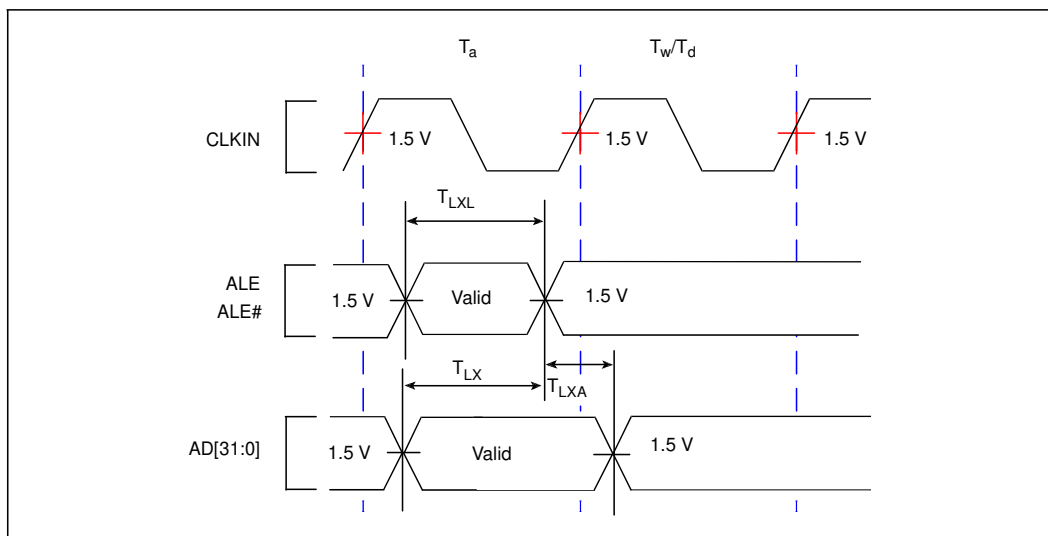 Ta Tw/Td
CLKIN 1.5 V 1.5 V 1.5 V
TLXL
ALE
ALE# 1.5 V Valid 1.5 V
TLX TLXA
AD[31:0] 1.5 V Valid 1.5 V